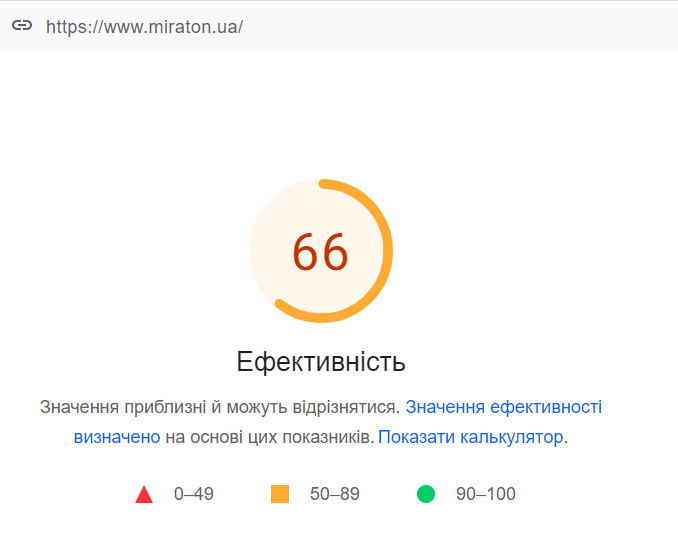 https://www.miraton.ua/
66
Ефективність
Значення приблизні й можуть відрізнятися. Значення ефективності
визначено на основі цих показників. Показати калькулятор.
0–49 50–89 90–100